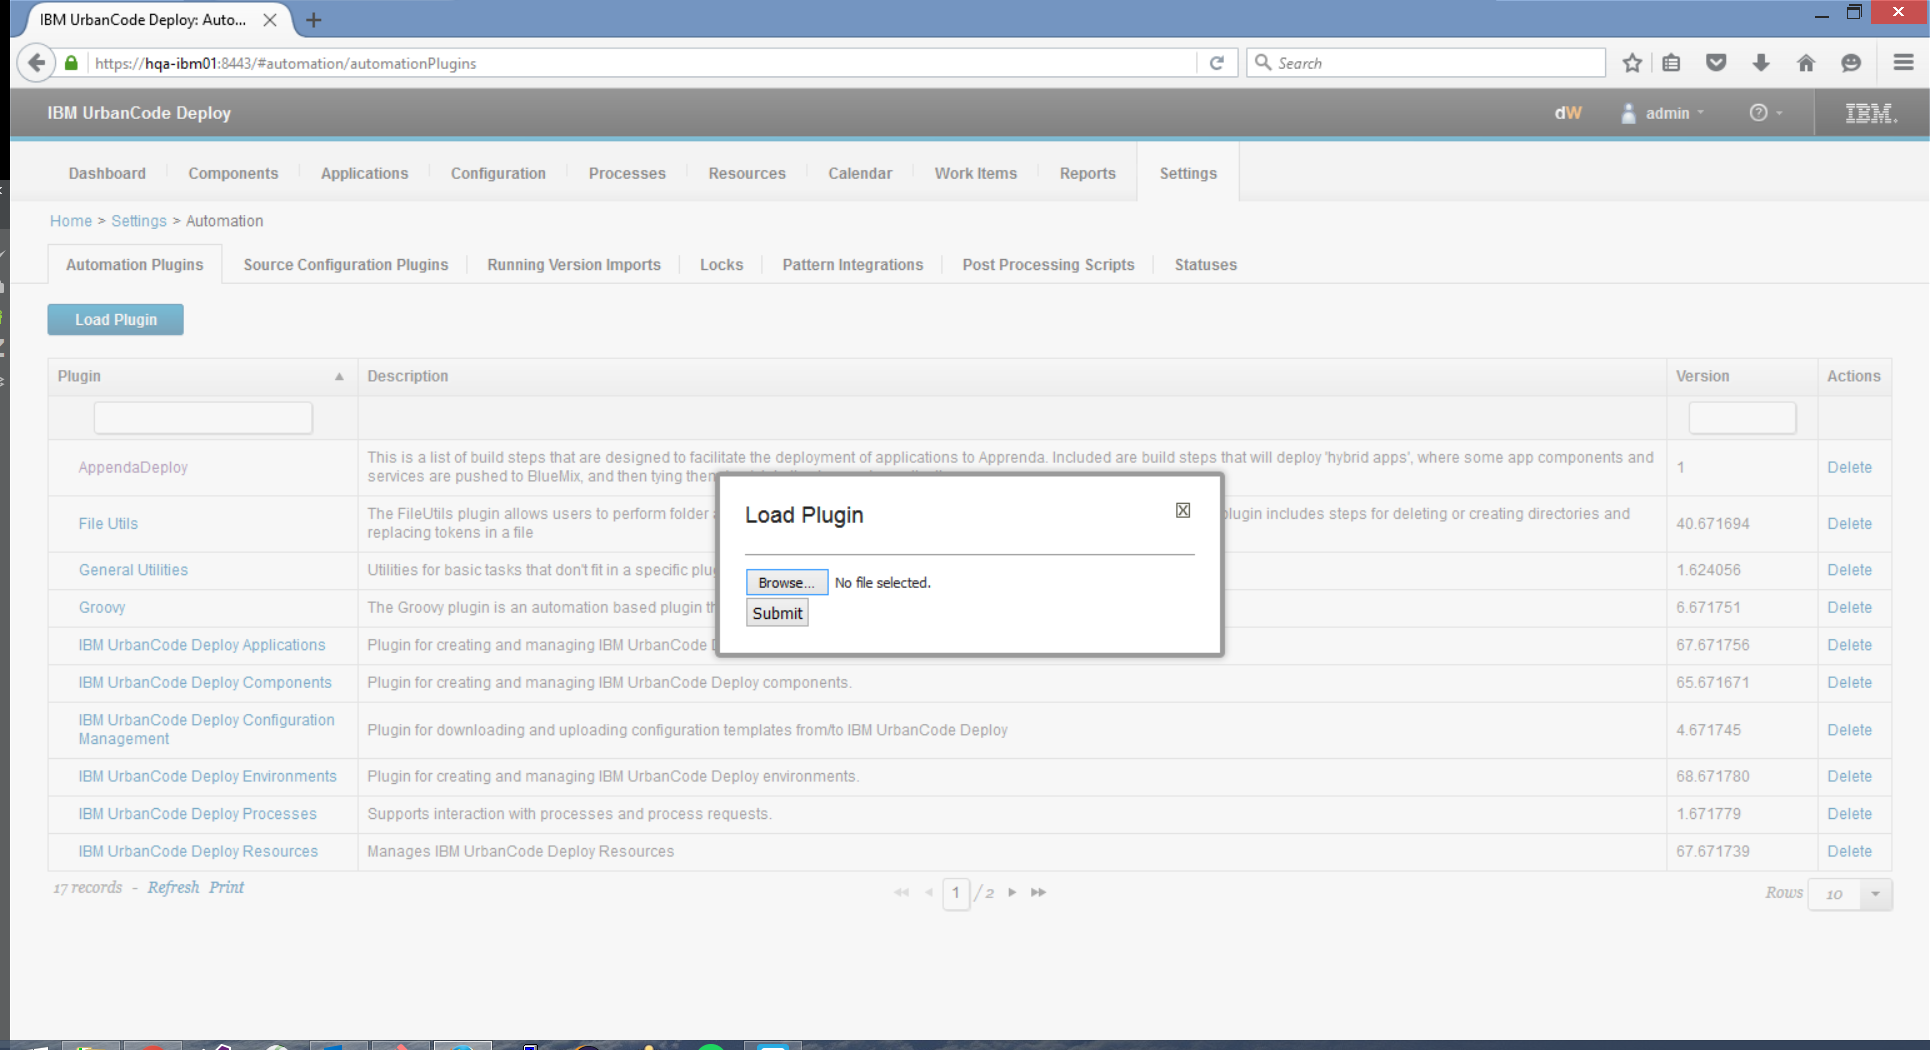 IBM UrbanCode Deploy: Auto...
https://hqa-ibm01:8443/#automation/automationPlugins
Search
IBM UrbanCode Deploy
dW
admin
IBM.
Dashboard
Components
Applications
Configuration
Processes
Resources
Calendar
Work Items
Reports
Settings
Home > Settings > Automation
Automation Plugins
Source Configuration Plugins
Running Version Imports
Locks
Pattern Integrations
Post Processing Scripts
Statuses
Load Plugin
Plugin
Description
Version
Actions
AppendaDeploy
This is a list of build steps that are designed to facilitate the deployment of applications to Apprenda. Included are build steps that will deploy 'hybrid apps', where some app components and
services are pushed to BlueMix, and then tying then
1
Delete
File Utils
The FileUtils plugin allows users to perform folder
plugin includes steps for deleting or creating directories and
replacing tokens in a file
40.671694
Delete
General Utilities
Utilities for basic tasks that don't fit in a specific plu
1.624056
Delete
Groovy
The Groovy plugin is an automation based plugin th
6.671751
Delete
IBM UrbanCode Deploy Applications
Plugin for creating and managing IBM UrbanCode
67.671756
Delete
IBM UrbanCode Deploy Components
Plugin for creating and managing IBM UrbanCode Deploy components.
65.671671
Delete
IBM UrbanCode Deploy Configuration
Management
Plugin for downloading and uploading configuration templates from/to IBM UrbanCode Deploy
4.671745
Delete
IBM UrbanCode Deploy Environments
Plugin for creating and managing IBM UrbanCode Deploy environments.
68.671780
Delete
IBM UrbanCode Deploy Processes
Supports interaction with processes and process requests.
1.671779
Delete
IBM UrbanCode Deploy Resources
Manages IBM UrbanCode Deploy Resources
67.671739
Delete
17 records - Refresh Print
1 / 2
Rows 10
Load Plugin
Browse... No file selected.
Submit